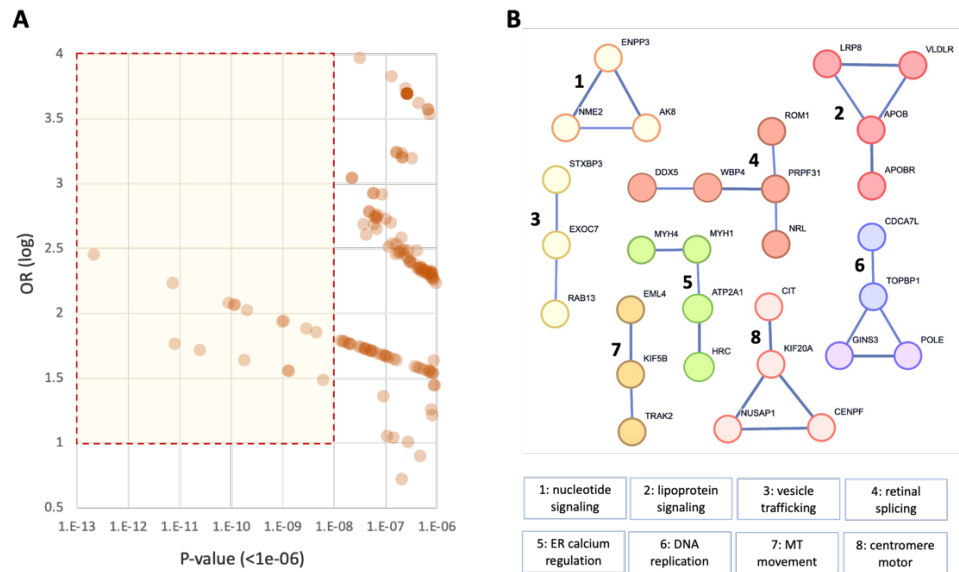 A
B
4
3.5
3
2.5
2
1.5
1
0.5
OR (log)
1.E-13
1.E-12
1.E-11
1.E-10
1.E-09
1.E-08
1.E-07
1.E-06
P-value (<1e-06)
ENPP3
1
NME2
AK8
LRP8
VLDLR
2
APOB
APOBR
STXBP3
3
EXOC7
RAB13
ROM1
4
DDX5
WBP4
PRPF31
NRL
MYH4
MYH1
5
ATP2A1
HRC
CDCA7L
6
TOPBP1
GINS3
POLE
EML4
7
KIF5B
TRAK2
CIT
8
KIF20A
NUSAP1
CENPF
1: nucleotide
signaling
2: lipoprotein
signaling
3: vesicle
trafficking
4: retinal
splicing
5: ER calcium
regulation
6: DNA
replication
7: MT
movement
8: centromere
motor